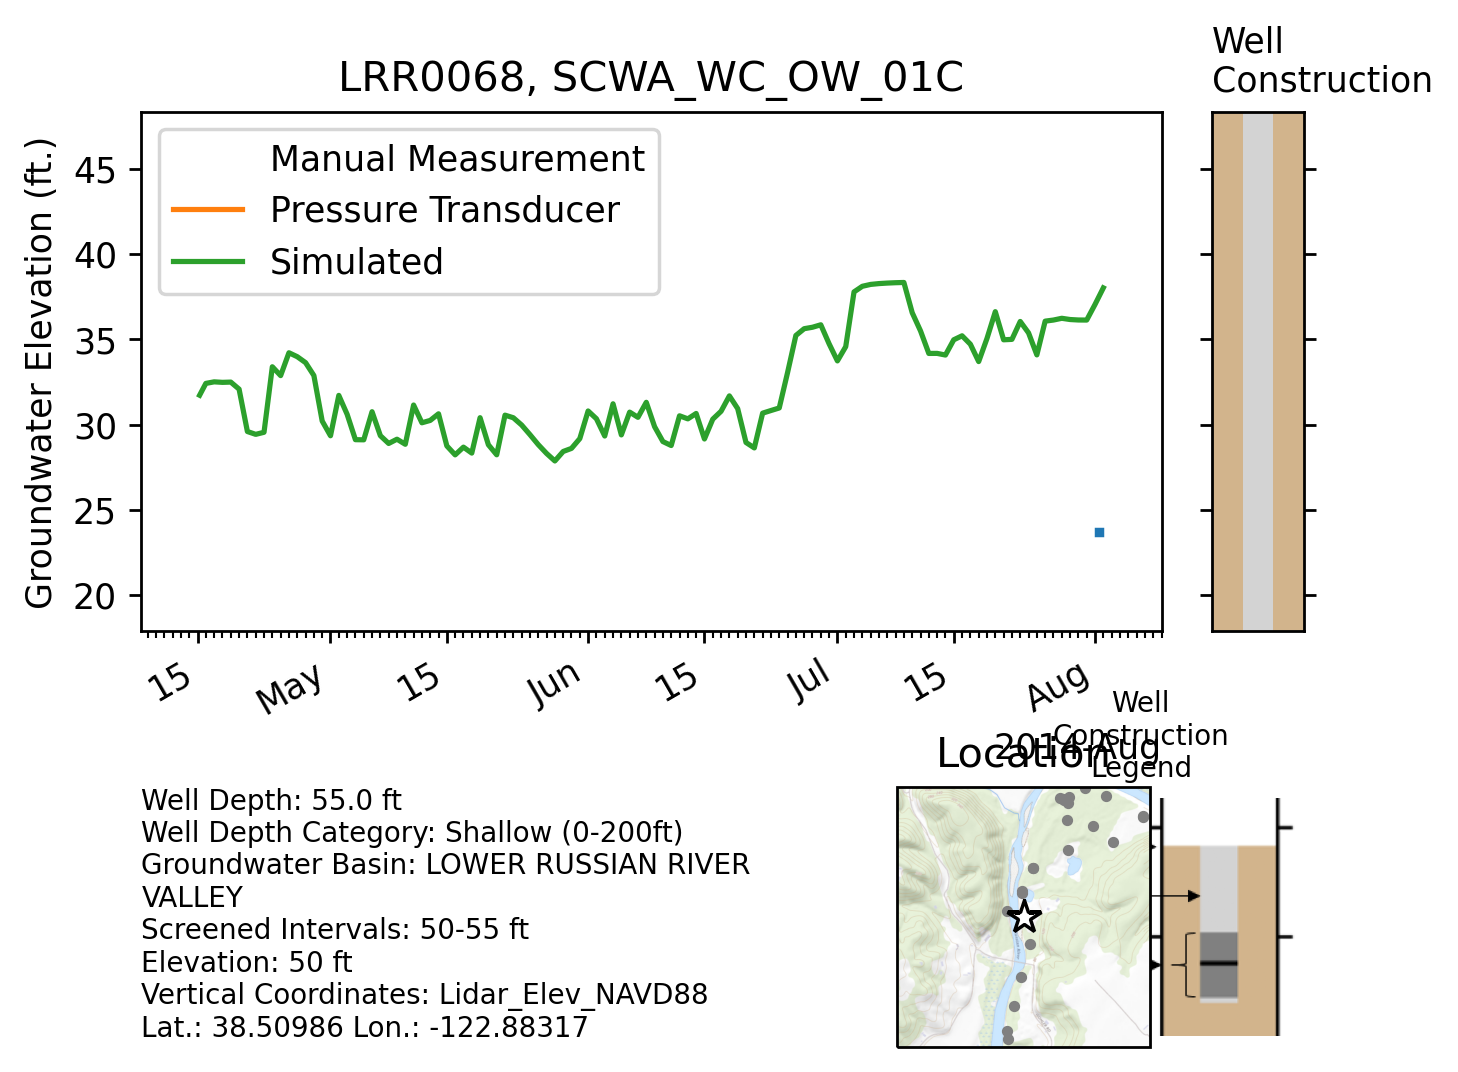 Well
Construction
LRR0068, SCWA_WC_OW_01C
Manual Measurement
Pressure Transducer
Simulated
Groundwater Elevation (ft.)
45
40
35
30
25
20
15
May
15
Jun
15
Jul
15
Aug
2014-Aug
Location
Well
Construction
Legend
Well Depth: 55.0 ft
Well Depth Category: Shallow (0-200ft)
Groundwater Basin: LOWER RUSSIAN RIVER
VALLEY
Screened Intervals: 50-55 ft
Elevation: 50 ft
Vertical Coordinates: Lidar_Elev_NAVD88
Lat.: 38.50986 Lon.: -122.88317